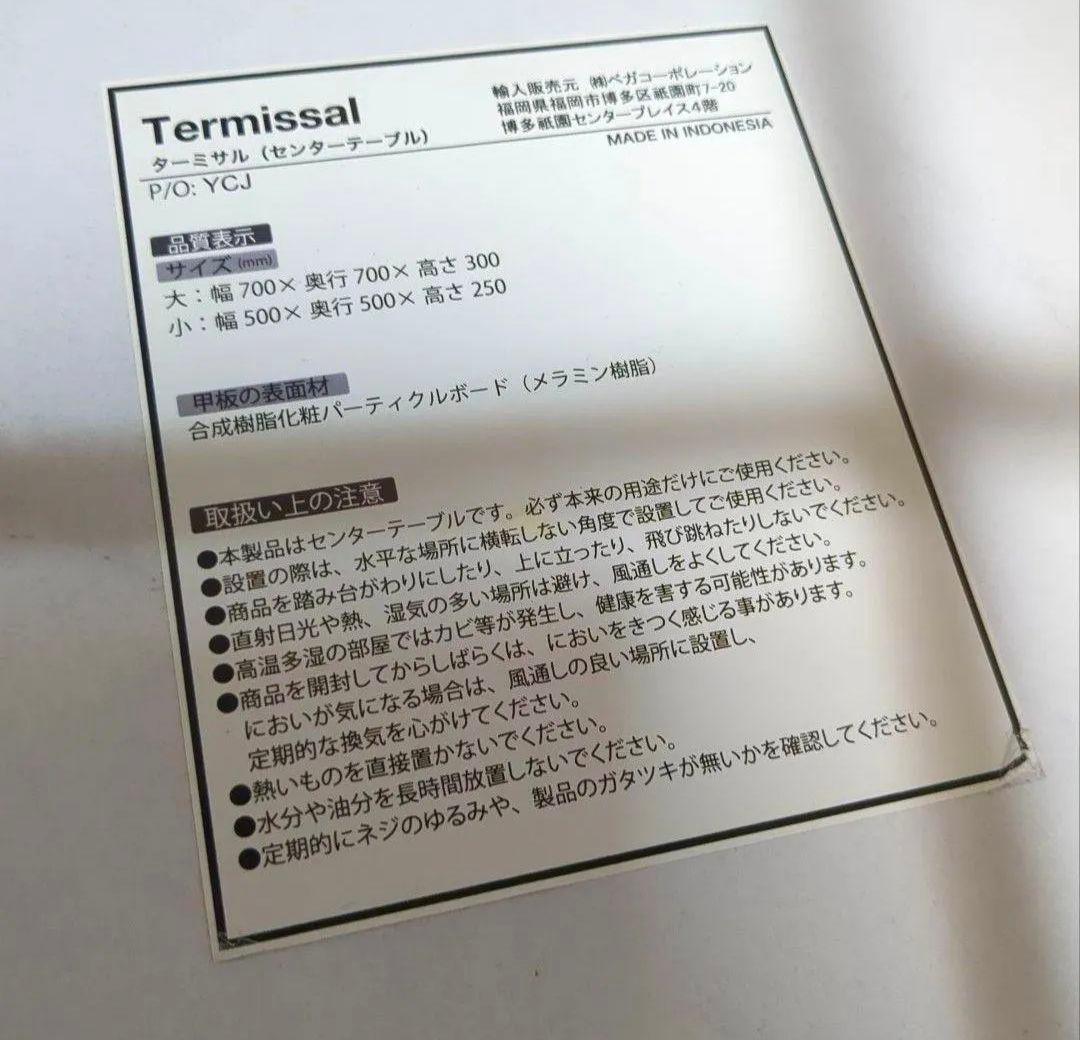 Termissal
ターミサル（センターテーブル）
輸入販売元 ㈱ベガコーポレーション
福岡県福岡市博多区祇園町7-20
博多祇園センタープレイス4階
MADE IN INDONESIA
P/O: YCJ
品質表示
サイズ(mm)
大：幅 700× 奥行 700× 高さ 300
小：幅 500× 奥行 500× 高さ 250
甲板の表面材
合成樹脂化粧パーティクルボード（メラミン樹脂）
取扱い上の注意
●本製品はセンターテーブルです。必ず本来の用途だけにご使用ください。
●設置の際は、水平な場所に横転しない角度で設置してご使用ください。
●商品を踏み台がわりにしたり、上に立ったり、飛び跳ねたりしないでください。
●直射日光や熱、湿気の多い場所は避け、風通しをよくしてください。
●高温多湿の部屋ではカビ等が発生し、健康を害する可能性があります。
●商品を開封してからしばらくは、においをきつく感じる事があります。
においが気になる場合は、風通しの良い場所に設置し、
定期的な換気を心がけてください。
●熱いものを直接置かないでください。
●水分や油分を長時間放置しないでください。
●定期的にネジのゆるみや、製品のガタツキが無いかを確認してください。